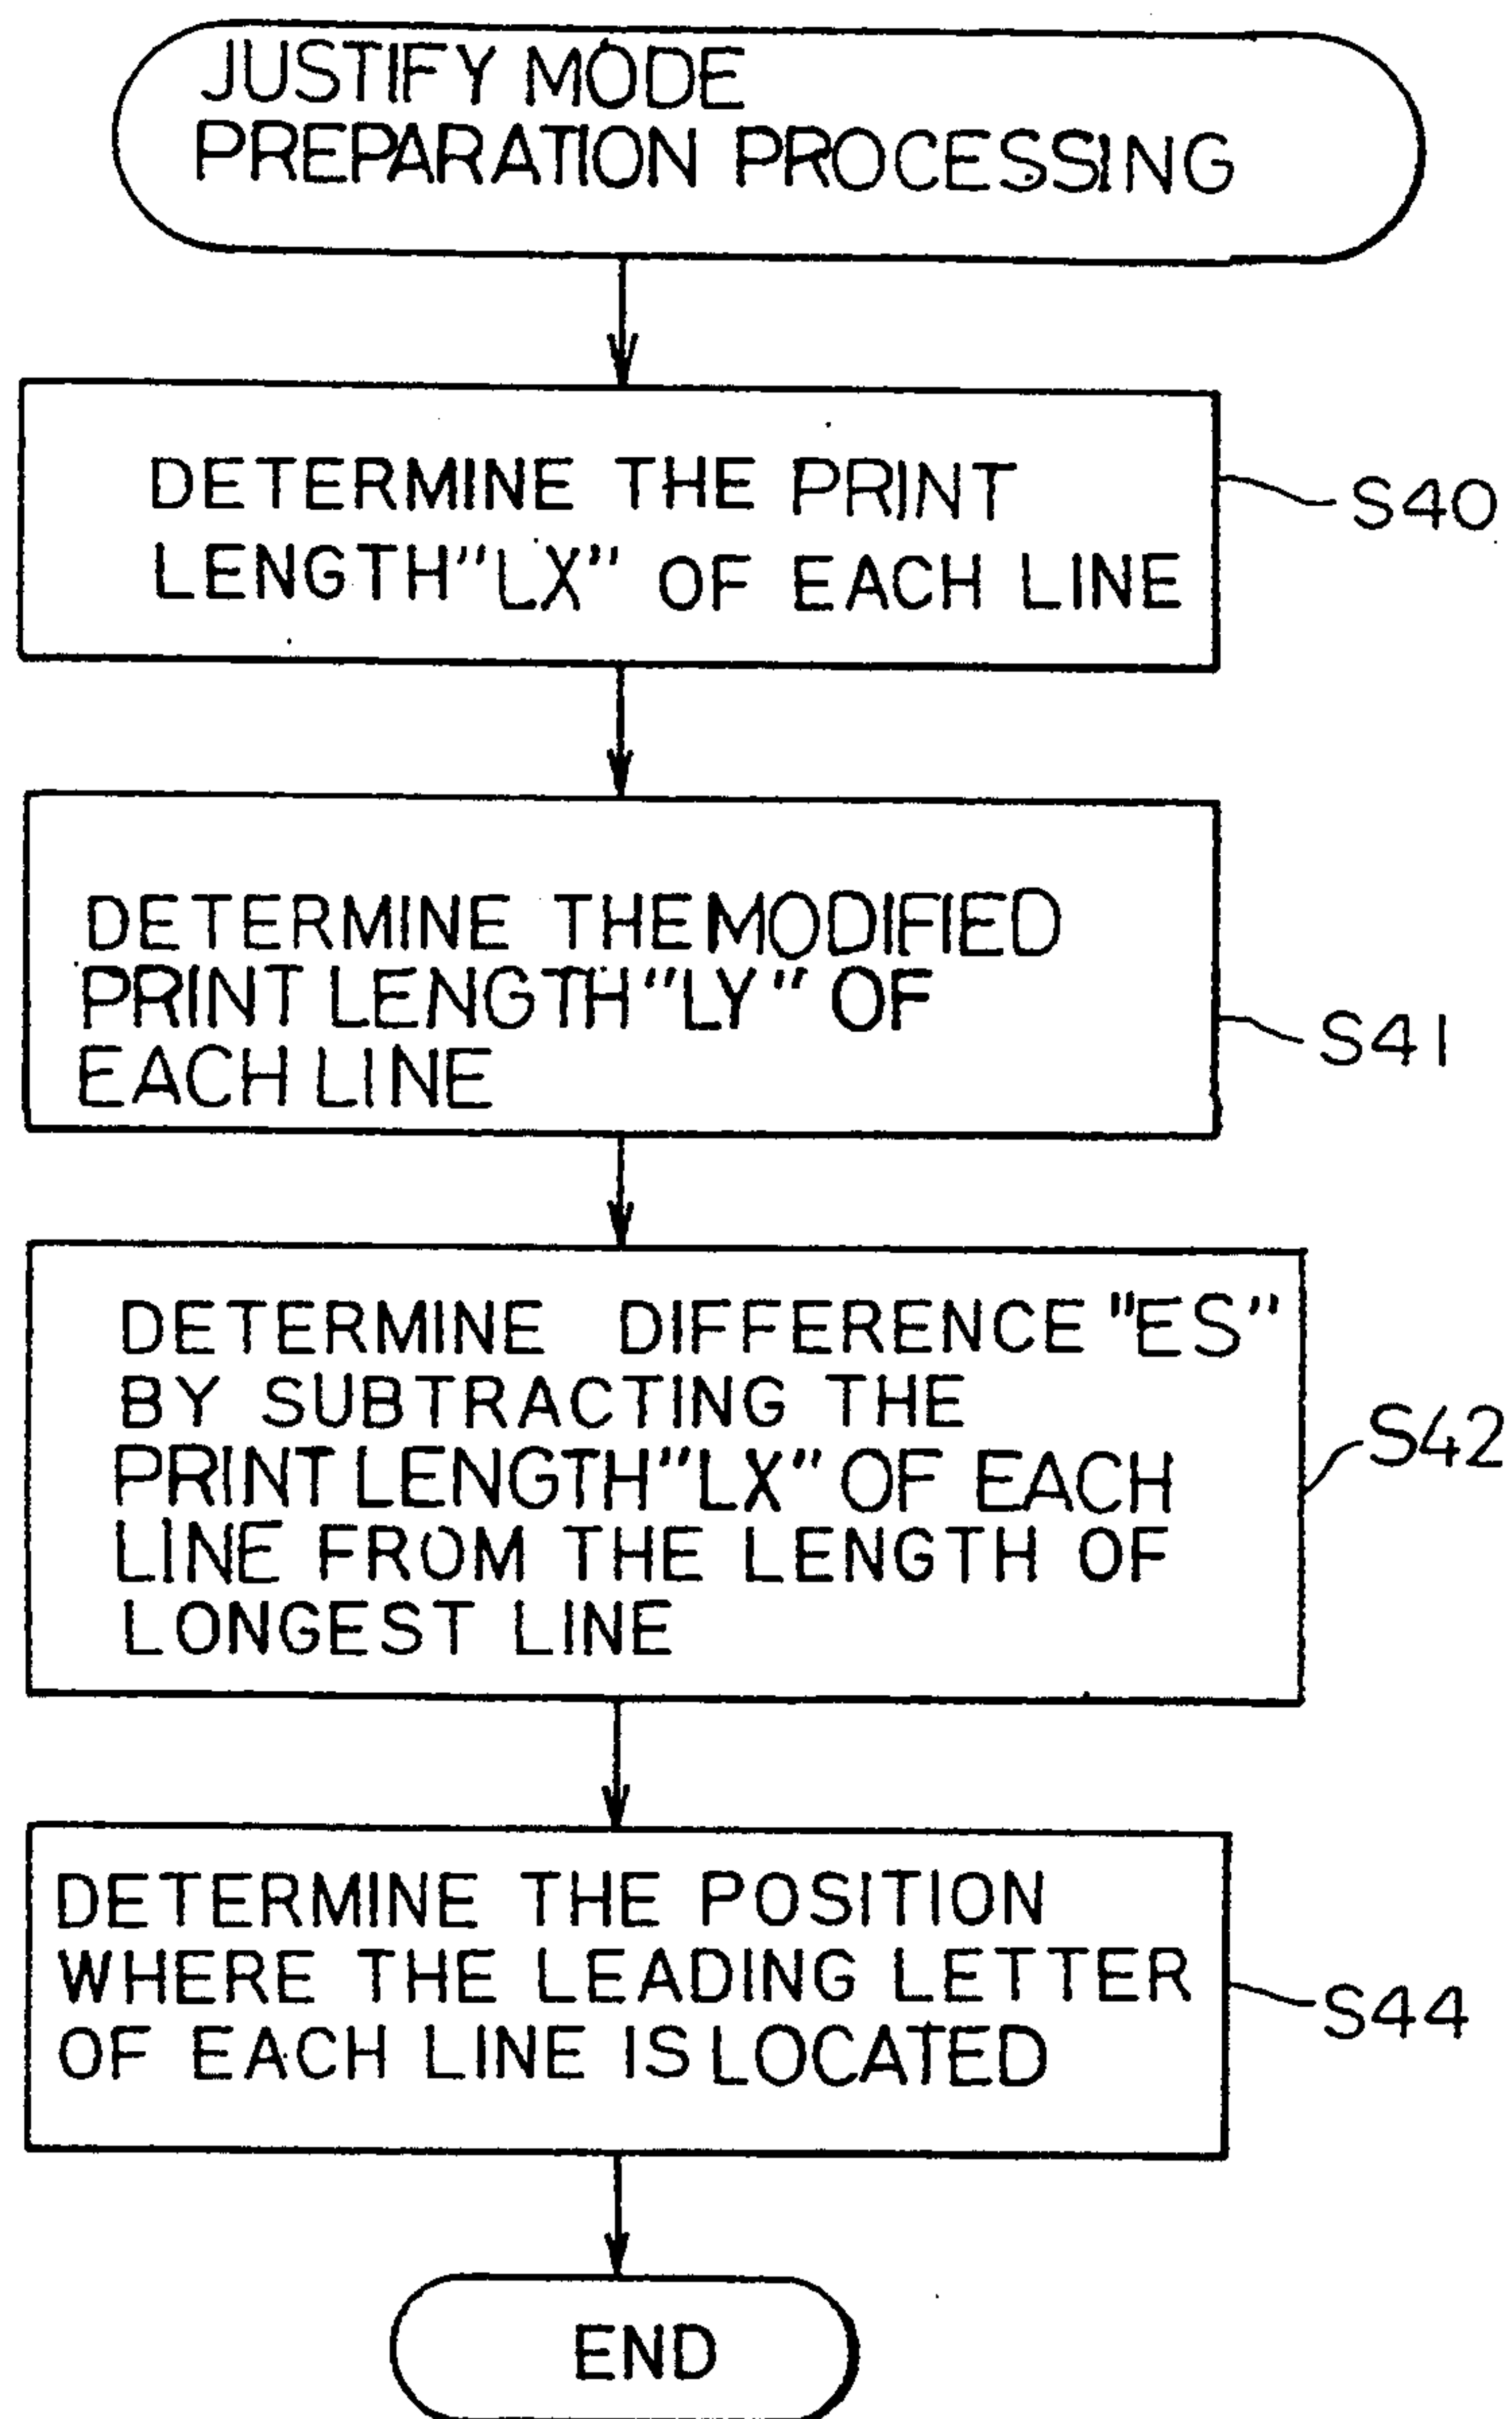 JUSTIFY MODE
PREPARATION PROCESSING
DETERMINE THE PRINT
LENGTH "LX" OF EACH LINE
S40
DETERMINE THE MODIFIED
PRINT LENGTH "LY" OF
EACH LINE
S41
DETERMINE DIFFERENCE "ES"
BY SUBTRACTING THE
PRINT LENGTH "LX" OF EACH
LINE FROM THE LENGTH OF
LONGEST LINE
S42
DETERMINE THE POSITION
WHERE THE LEADING LETTER
OF EACH LINE IS LOCATED
S44
END